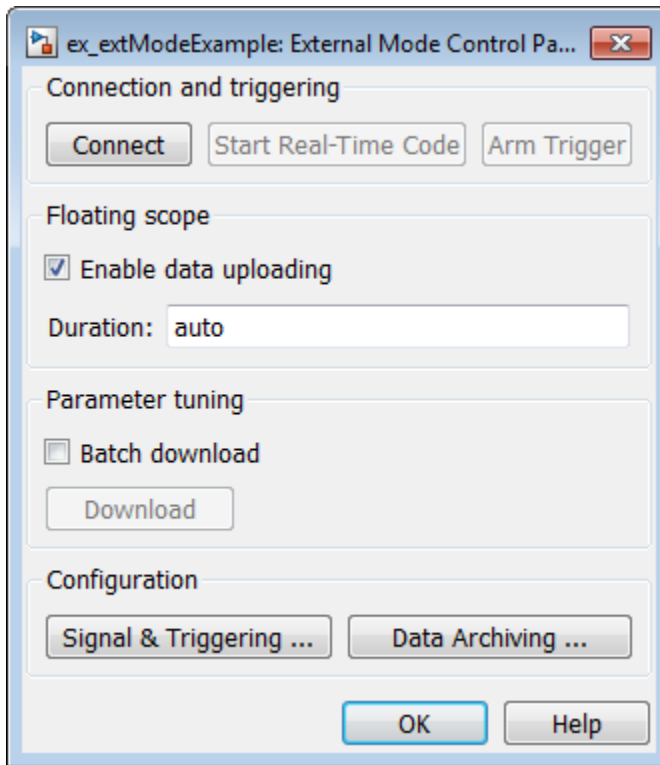 ex_extModeExample: External Mode Control Pa...
Connection and triggering
Connect Start Real-Time Code Arm Trigger
Floating scope
Enable data uploading
Duration: auto
Parameter tuning
Batch download
Download
Configuration
Signal & Triggering ... Data Archiving ...
OK Help